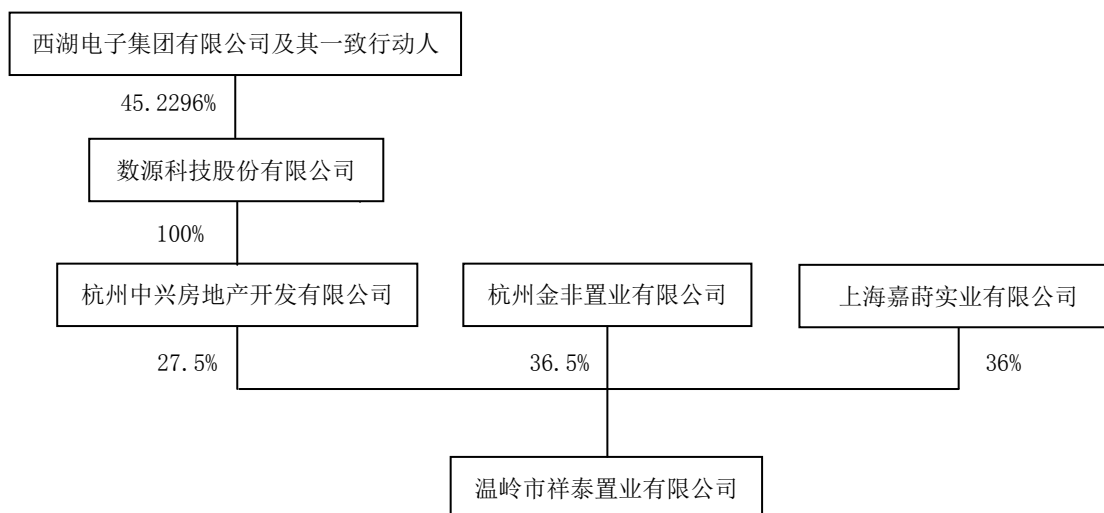 西湖电子集团有限公司及其一致行动人
45.2296%
数源科技股份有限公司
100%
杭州中兴房地产开发有限公司
杭州金非置业有限公司
上海嘉莳实业有限公司
27.5%
36.5%
36%
温岭市祥泰置业有限公司